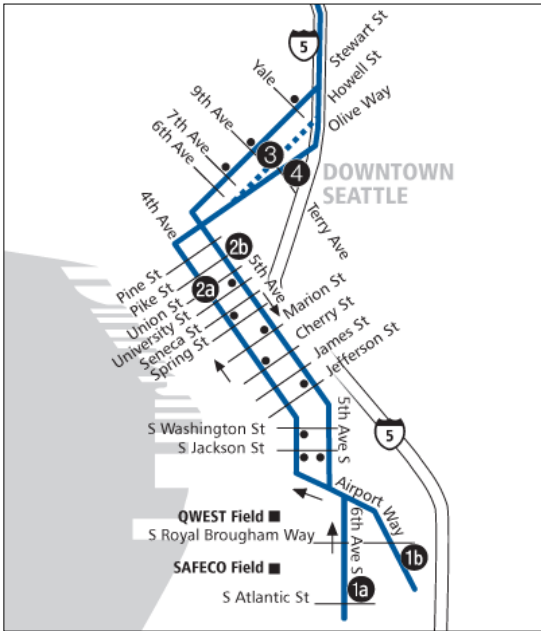 5
Stewart St
Howell St
Olive Way
Yale
9th Ave
7th Ave
6th Ave
3
4
DOWNTOWN
SEATTLE
4th Ave
Terry Ave
2b
5th Ave
2a
Pine St
Pike St
Union St
University St
Seneca St
Spring St
Marion St
Cherry St
James St
Jefferson St
S Washington St
S Jackson St
5th Ave S
5
Airport Way
QWEST Field
S Royal Brougham Way
6th Ave S
1b
SAFECO Field
1a
S Atlantic St